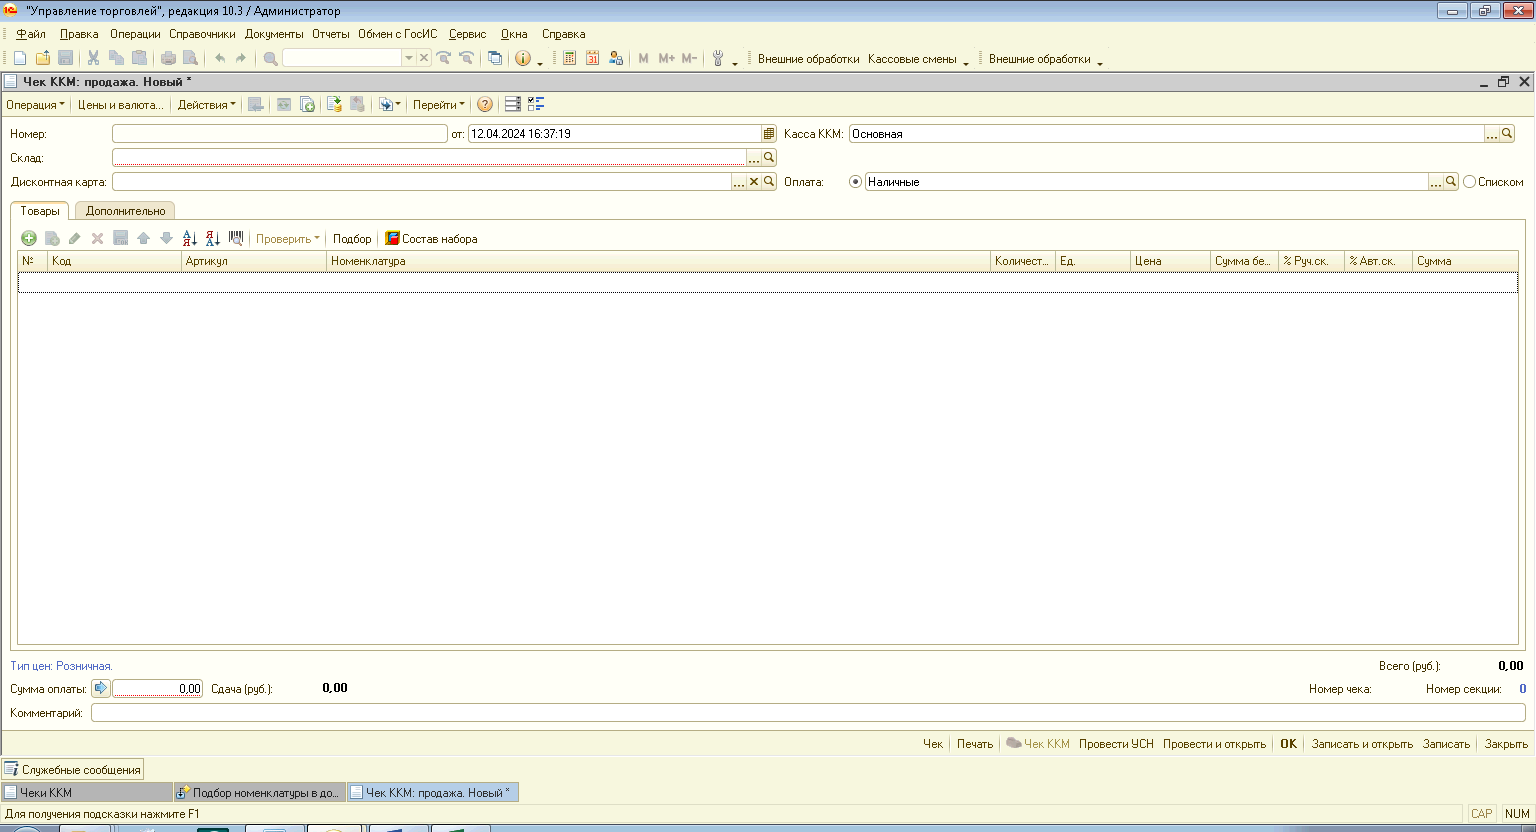 "Управление торговлей", редакция 10.3 / Администратор
Файл Правка Операции Справочники Документы Отчеты Обмен с ГосИС Сервис Окна Справка
M M+ M- Внешние обработки Кассовые смены Внешние обработки
Чек ККМ: продажа. Новый *
Операция Цены и валюта... Действия Перейти
Номер: от: 12.04.2024 16:37:19 Касса ККМ: Основная
Склад:
Дисконтная карта: Оплата: Наличные Списком
Товары Дополнительно
Проверить Подбор Состав набора
№ Код Артикул Номенклатура Количест... Ед. Цена Сумма бе... % Руч.ск. % Авт.ск. Сумма
Тип цен: Розничная. Всего (руб.): 0,00
Сумма оплаты: 0,00 Сдача (руб.): 0,00 Номер чека: Номер секции: 0
Комментарий:
Чек Печать Чек ККМ Провести УСН Провести и открыть OK Записать и открыть Записать Закрыть
Служебные сообщения
Чеки ККМ Подбор номенклатуры в до... Чек ККМ: продажа. Новый *
Для получения подсказки нажмите F1 CAP NUM